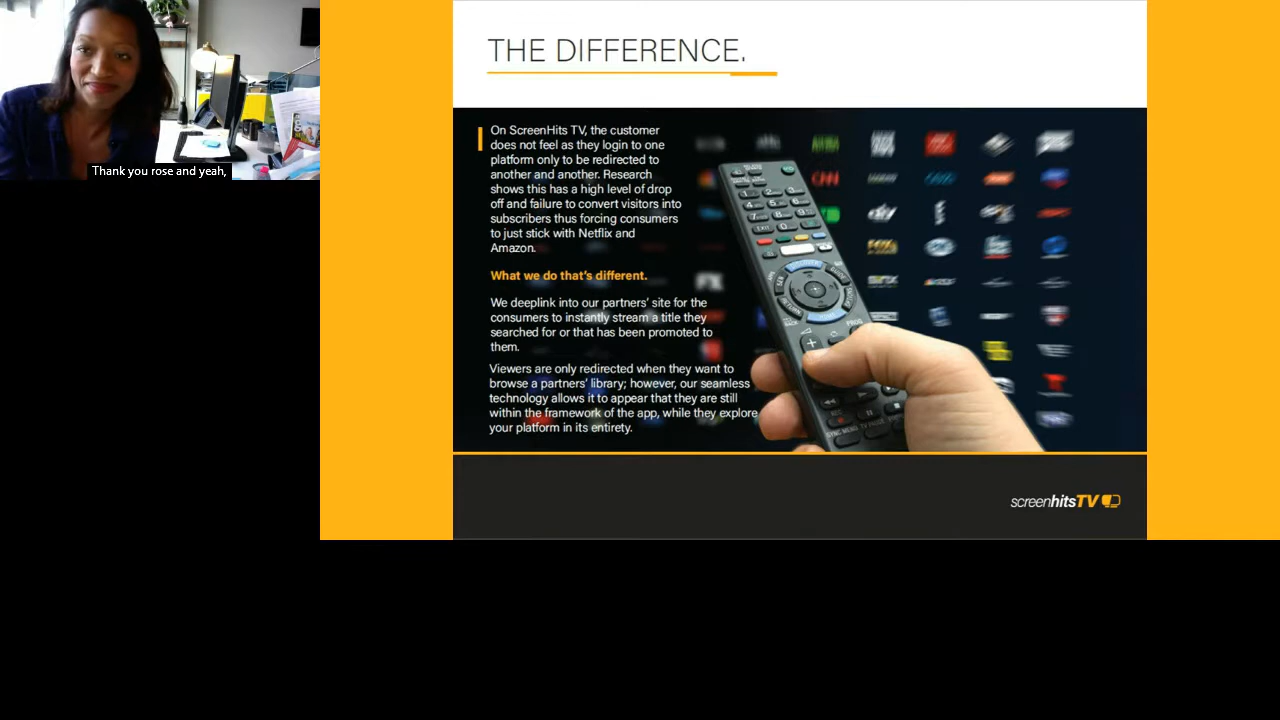 Thank you rose and yeah,
THE DIFFERENCE.
On ScreenHits TV, the customer
does not feel as they login to one
platform only to be redirected to
another and another. Research
shows this has a high level of drop
off and failure to convert visitors into
subscribers thus forcing consumers
to just stick with Netflix and
Amazon.
What we do that's different.
We deeplink into our partners' site for the
consumers to instantly stream a title they
searched for or that has been promoted to
them.
Viewers are only redirected when they want to
browse a partners' library; however, our seamless
technology allows it to appear that they are still
within the framework of the app, while they explore
your platform in its entirety.
CNN
FX
screenhitsTV